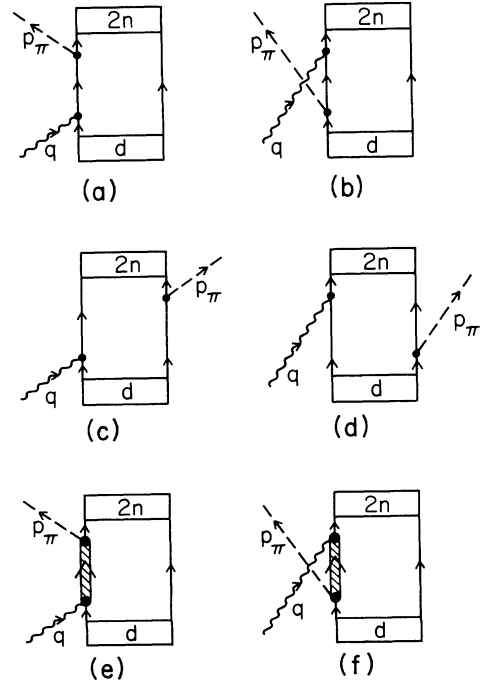 2n
p_π
q
d
(a)
2n
p_π
q
d
(b)
2n
p_π
q
d
(c)
2n
p_π
q
d
(d)
2n
p_π
q
d
(e)
2n
p_π
q
d
(f)